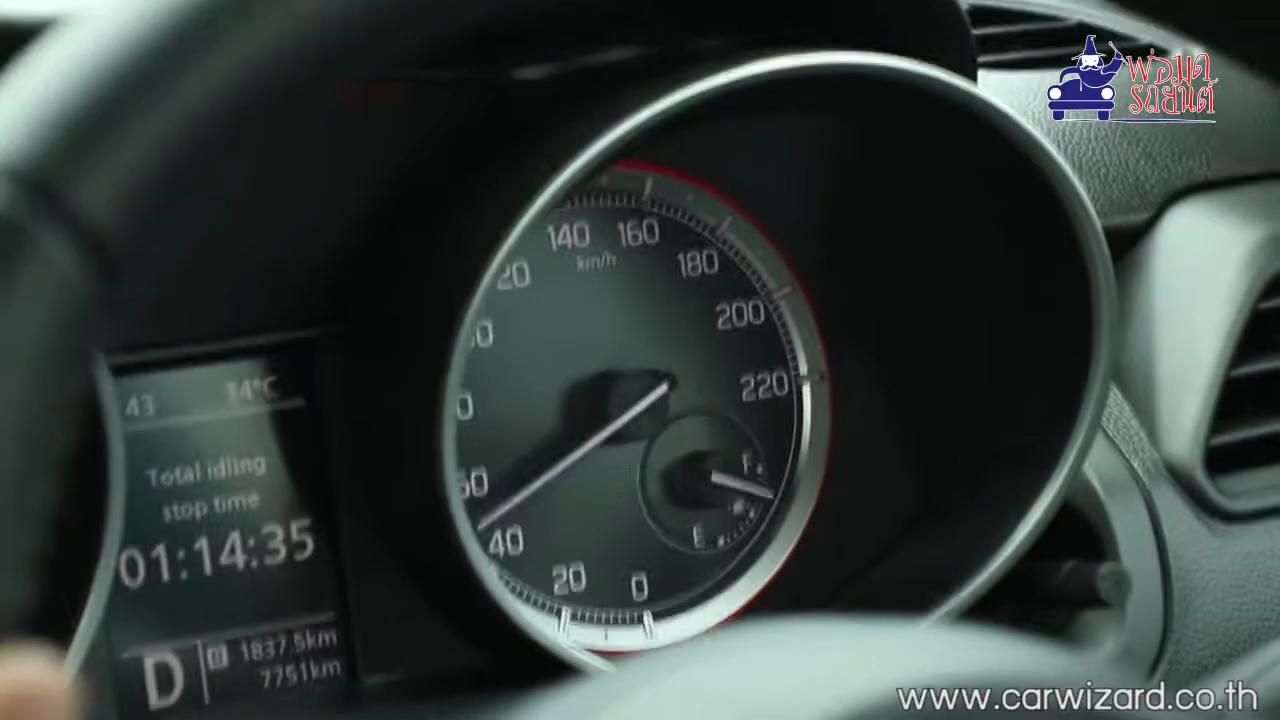 พ่อมด
รถยนต์
140 160
km/h
180
200
220
40
20
0
F
E
43 34°C
Total idling
stop time
01:14:35
D
B 1837.5km
7751km
www.carwizard.co.th